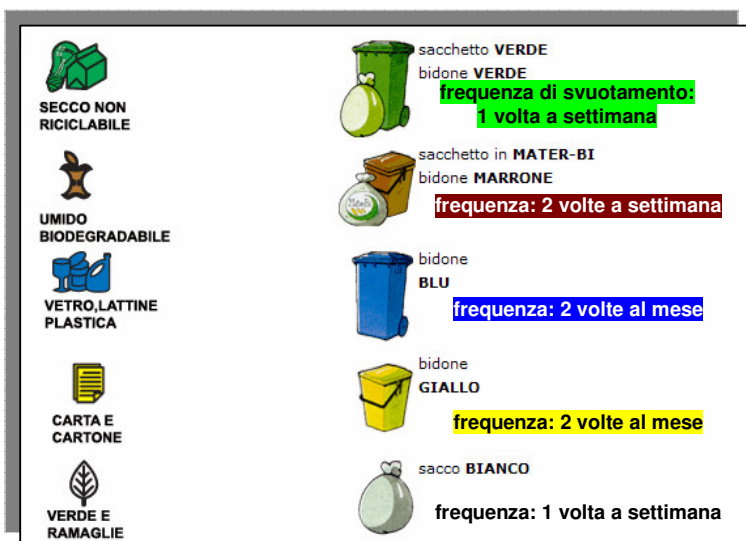 SECCO NON
RICICLABILE
sacchetto VERDE
bidone VERDE
frequenza di svuotamento:
1 volta a settimana
UMIDO
BIODEGRADABILE
sacchetto in MATER-BI
bidone MARRONE
frequenza: 2 volte a settimana
VETRO,LATTINE
PLASTICA
bidone
BLU
frequenza: 2 volte al mese
CARTA E
CARTONE
bidone
GIALLO
frequenza: 2 volte al mese
VERDE E
RAMAGLIE
sacco BIANCO
frequenza: 1 volta a settimana